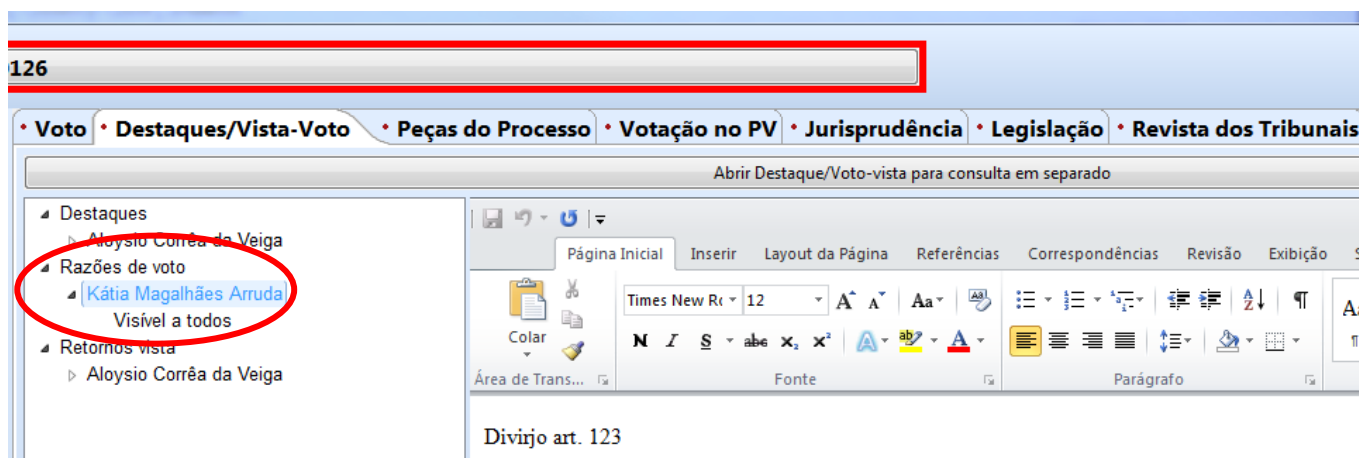 0126
Voto Destaques/Vista-Voto Peças do Processo Votação no PV Jurisprudência Legislação Revista dos Tribunais
Abrir Destaque/Voto-vista para consulta em separado
Destaques
Aloysio Corrêa da Veiga
Razões de voto
Kátia Magalhães Arruda
Visível a todos
Retornos vista
Aloysio Corrêa da Veiga
Página Inicial Inserir Layout da Página Referências Correspondências Revisão Exibição
Times New Ro 12
Colar
Área de Trans... Fonte Parágrafo
Divirjo art. 123